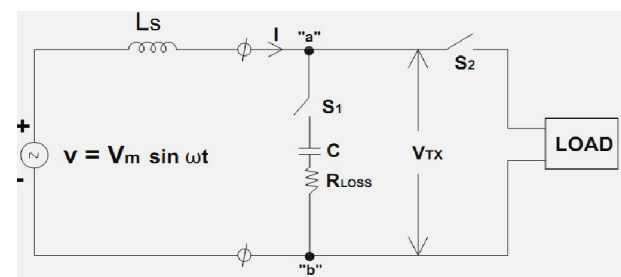 Ls
I
"a"
S2
S1
+
v = Vm sin ωt
C
VTX
LOAD
RLOSS
-
"b"